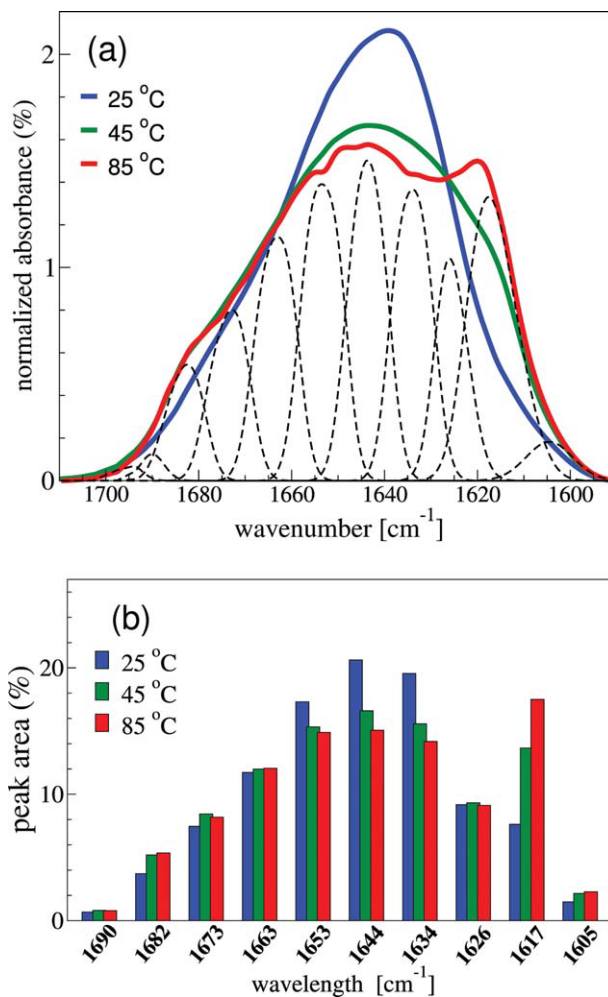 (a)
25 °C
45 °C
85 °C
normalized absorbance (%)
2
1
0
1700 1680 1660 1640 1620 1600
wavenumber [cm-1]
(b)
25 °C
45 °C
85 °C
peak area (%)
20
10
0
1690 1682 1673 1663 1653 1644 1634 1626 1617 1605
wavelength [cm-1]